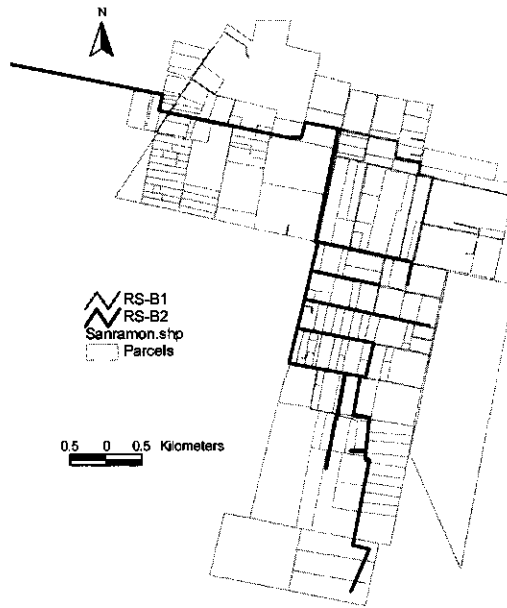 N
RS-B1
RS-B2
Sanramon.shp
Parcels
0.5 0 0.5 Kilometers